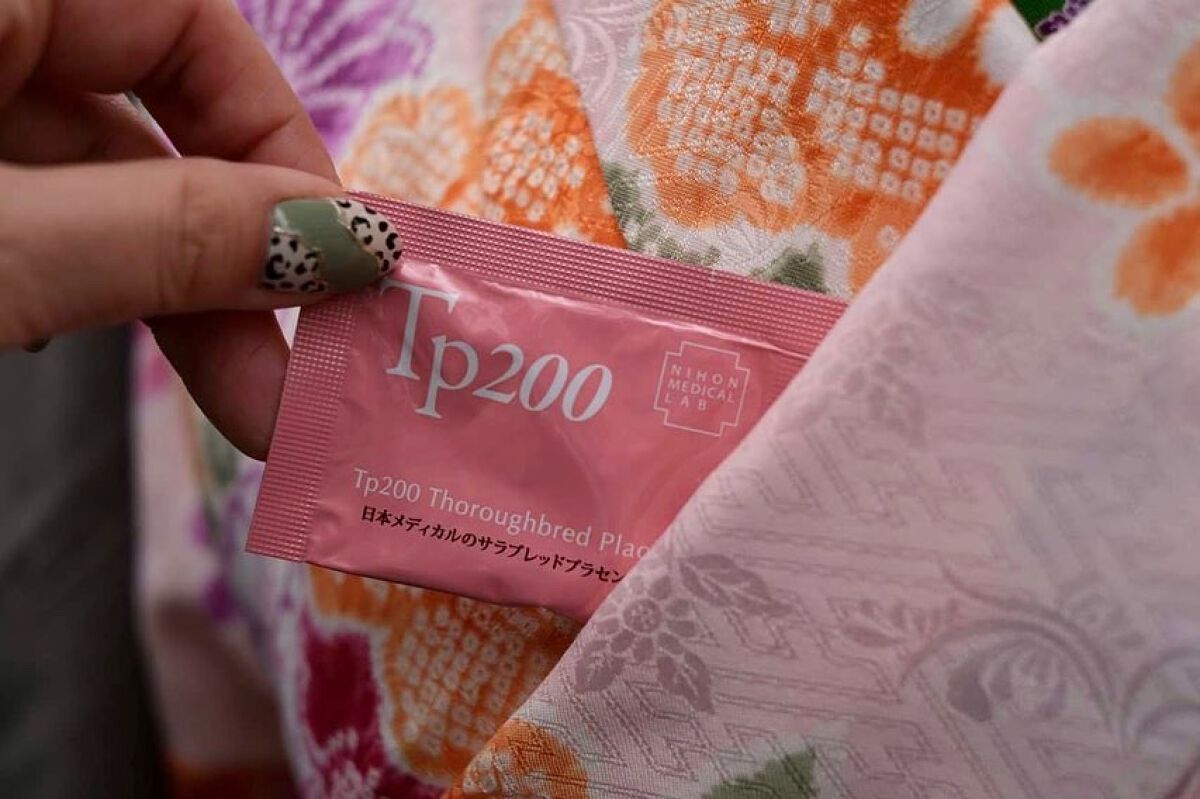 Tp200
NIHON
MEDICAL
LAB
Tp200 Thoroughbred Plac
日本メディカルのサラブレッドプラセン